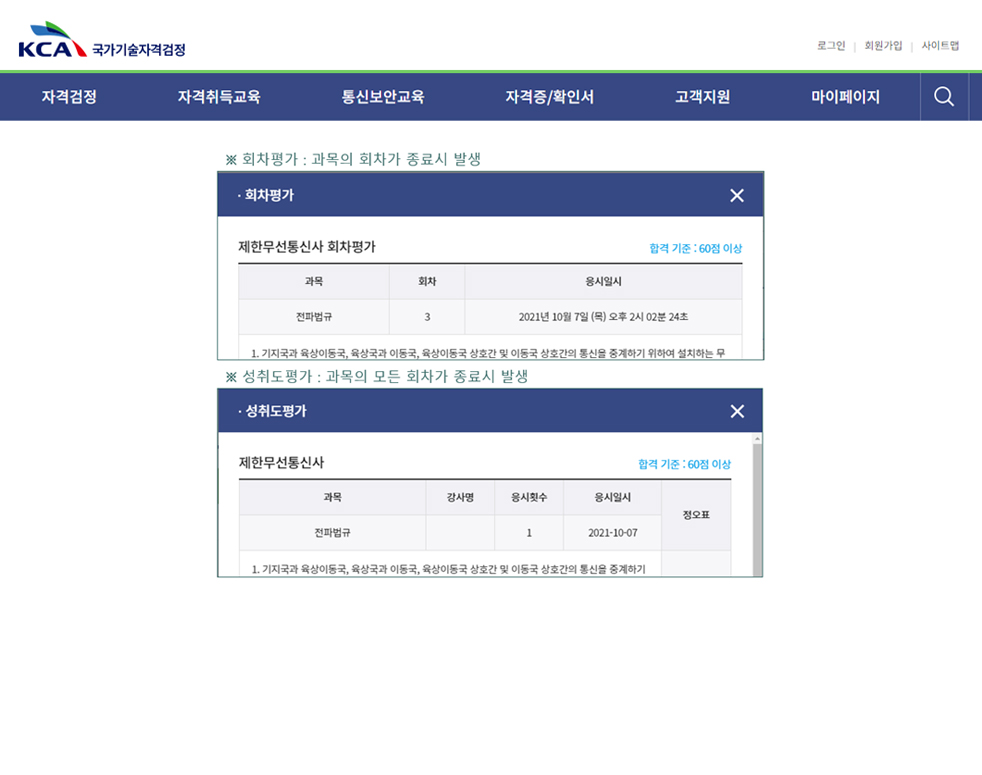 KCA 국가기술자격검정
로그인 | 회원가입 | 사이트맵
자격검정 자격취득교육 통신보안교육 자격증/확인서 고객지원 마이페이지
※ 회차평가 : 과목의 회차가 종료시 발생
· 회차평가
제한무선통신사 회차평가 합격 기준 : 60점 이상
과목 회차 응시일시
전파법규 3 2021년 10월 7일 (목) 오후 2시 02분 24초
1. 기지국과 육상이동국, 육상국과 이동국, 육상이동국 상호간 및 이동국 상호간의 통신을 중계하기 위하여 설치하는 무
※ 성취도평가 : 과목의 모든 회차가 종료시 발생
· 성취도평가
제한무선통신사 합격 기준 : 60점 이상
과목 강사명 응시횟수 응시일시 정오표
전파법규 1 2021-10-07
1. 기지국과 육상이동국, 육상국과 이동국, 육상이동국 상호간 및 이동국 상호간의 통신을 중계하기